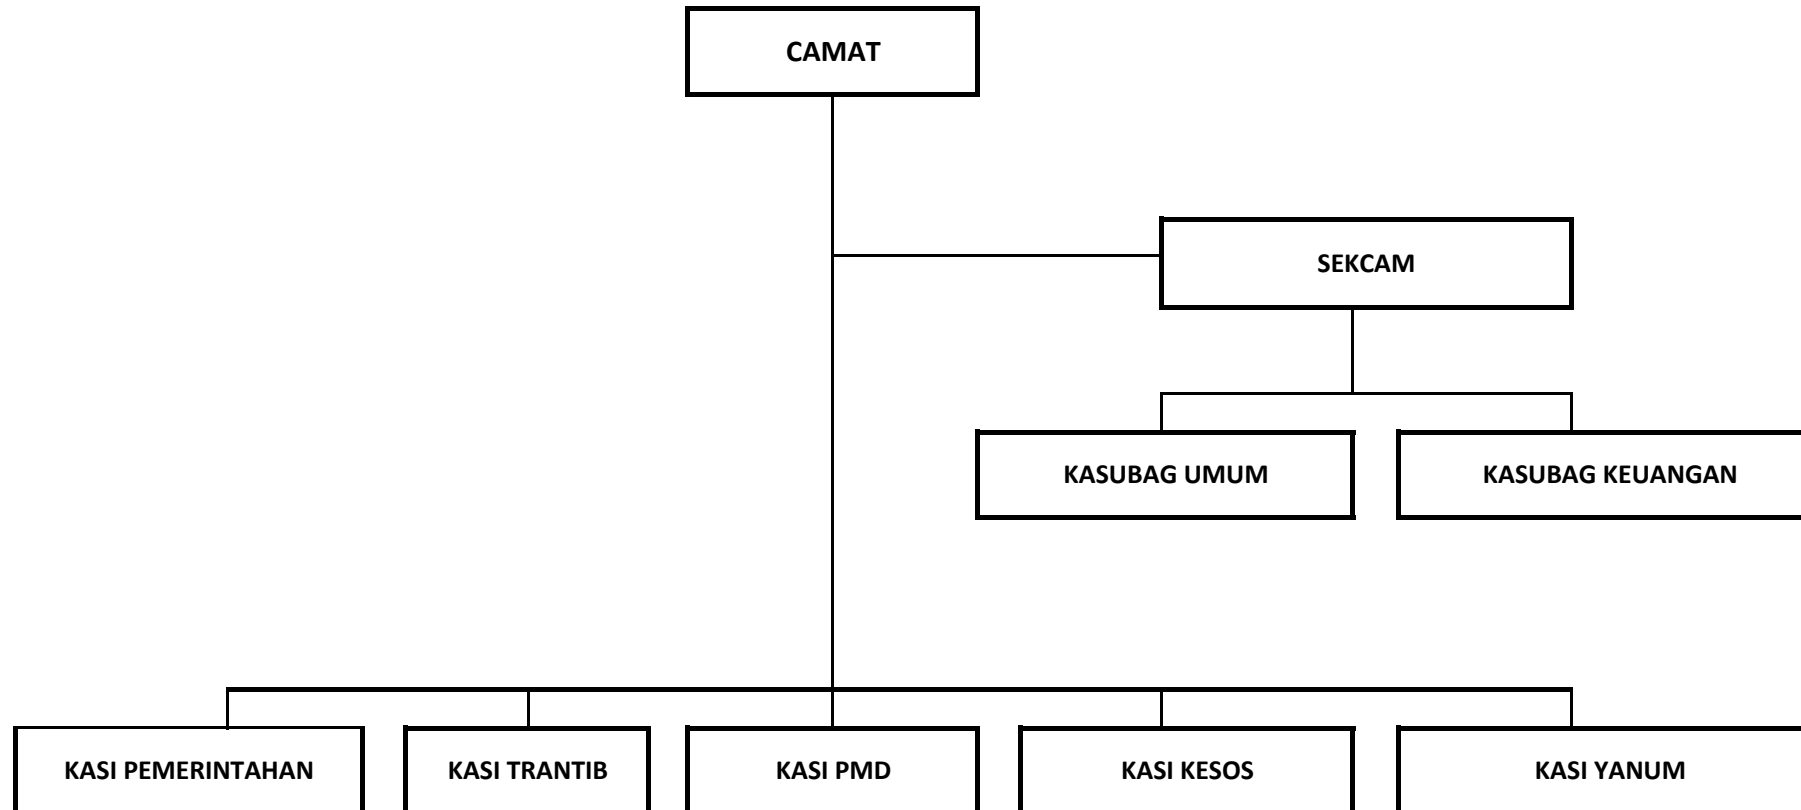 CAMAT
SEKCAM
KASUBAG UMUM
KASUBAG KEUANGAN
KASI PEMERINTAHAN
KASI TRANTIB
KASI PMD
KASI KESOS
KASI YANUM